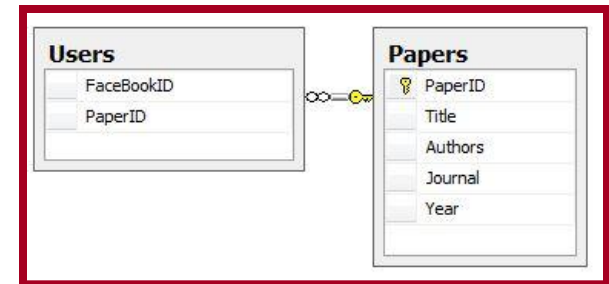 Users
FaceBookID
PaperID
Papers
PaperID
Title
Authors
Journal
Year